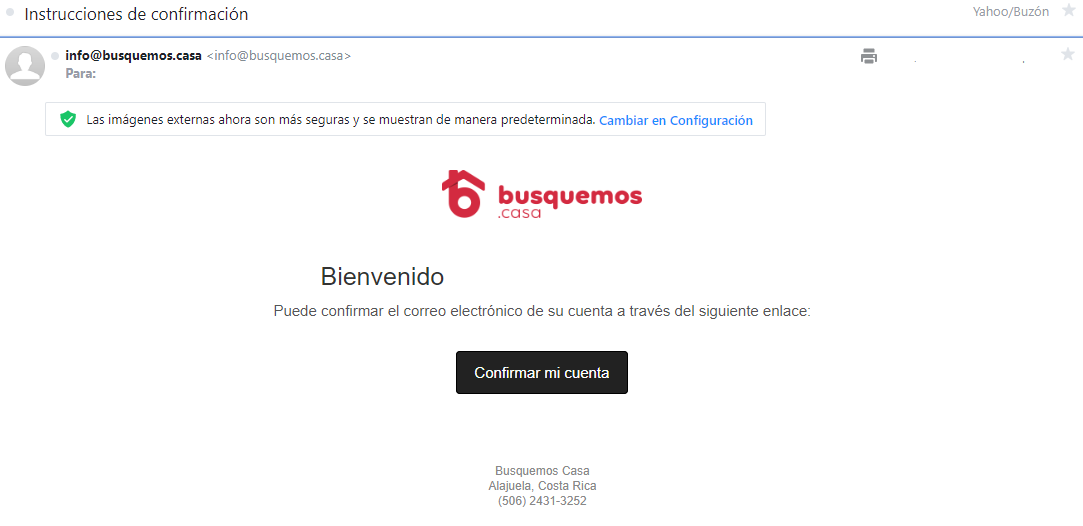 Instrucciones de confirmación
Yahoo/Buzón
info@busquemos.casa <info@busquemos.casa>
Para:
Las imágenes externas ahora son más seguras y se muestran de manera predeterminada. Cambiar en Configuración
busquemos
.casa
Bienvenido
Puede confirmar el correo electrónico de su cuenta a través del siguiente enlace:
Confirmar mi cuenta
Busquemos Casa
Alajuela, Costa Rica
(506) 2431-3252